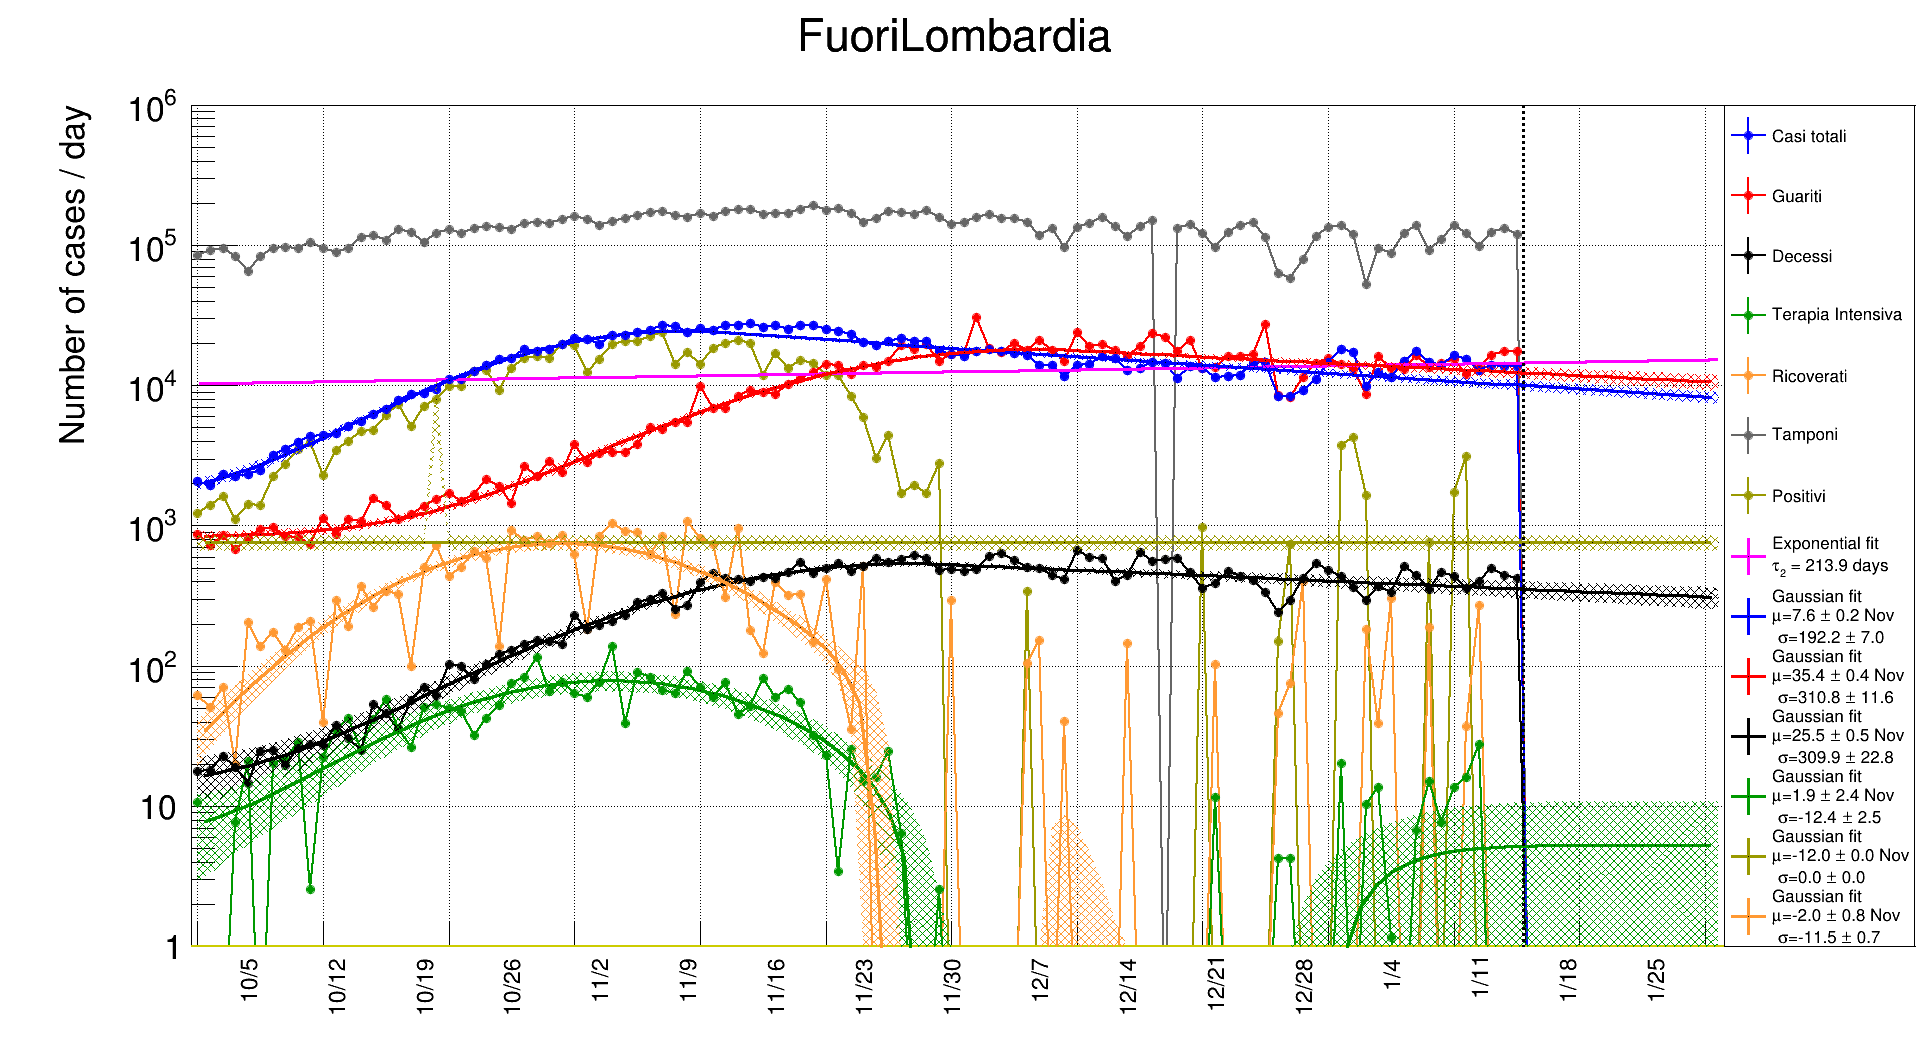 FuoriLombardia
Number of cases / day
10^6
10^5
10^4
10^3
10^2
10
1
10/5
10/12
10/19
10/26
11/2
11/9
11/16
11/23
11/30
12/7
12/14
12/21
12/28
1/4
1/11
1/18
1/25
Casi totali
Guariti
Decessi
Terapia Intensiva
Ricoverati
Tamponi
Positivi
Exponential fit
τ₂ = 213.9 days
Gaussian fit
μ=7.6 ± 0.2 Nov
σ=192.2 ± 7.0
Gaussian fit
μ=35.4 ± 0.4 Nov
σ=310.8 ± 11.6
Gaussian fit
μ=25.5 ± 0.5 Nov
σ=309.9 ± 22.8
Gaussian fit
μ=1.9 ± 2.4 Nov
σ=-12.4 ± 2.5
Gaussian fit
μ=-12.0 ± 0.0 Nov
σ=0.0 ± 0.0
Gaussian fit
μ=-2.0 ± 0.8 Nov
σ=-11.5 ± 0.7